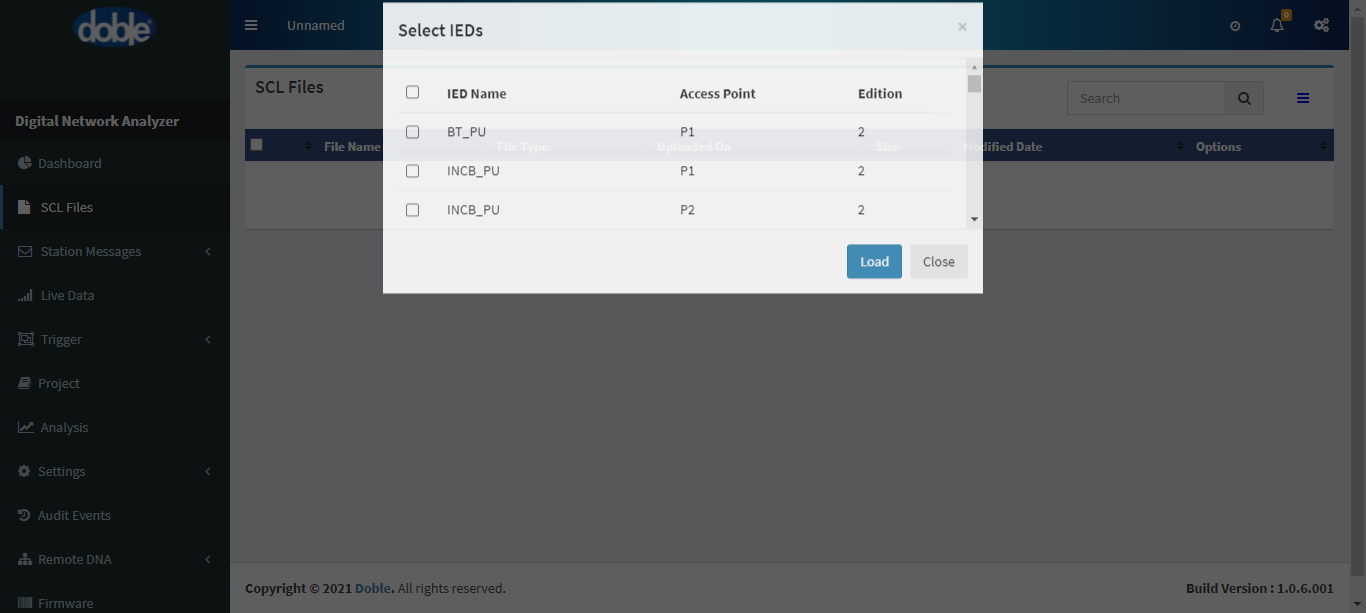 doble
Unnamed
0
Select IEDs
×
Digital Network Analyzer
Dashboard
SCL Files
Station Messages
Live Data
Trigger
Project
Analysis
Settings
Audit Events
Remote DNA
Firmware
SCL Files
Search
IED Name Access Point Edition
BT_PU P1 2
File Name File Type Uploaded On Size Modified Date Options
INCB_PU P1 2
INCB_PU P2 2
Load Close
Copyright © 2021 Doble. All rights reserved.
Build Version : 1.0.6.001